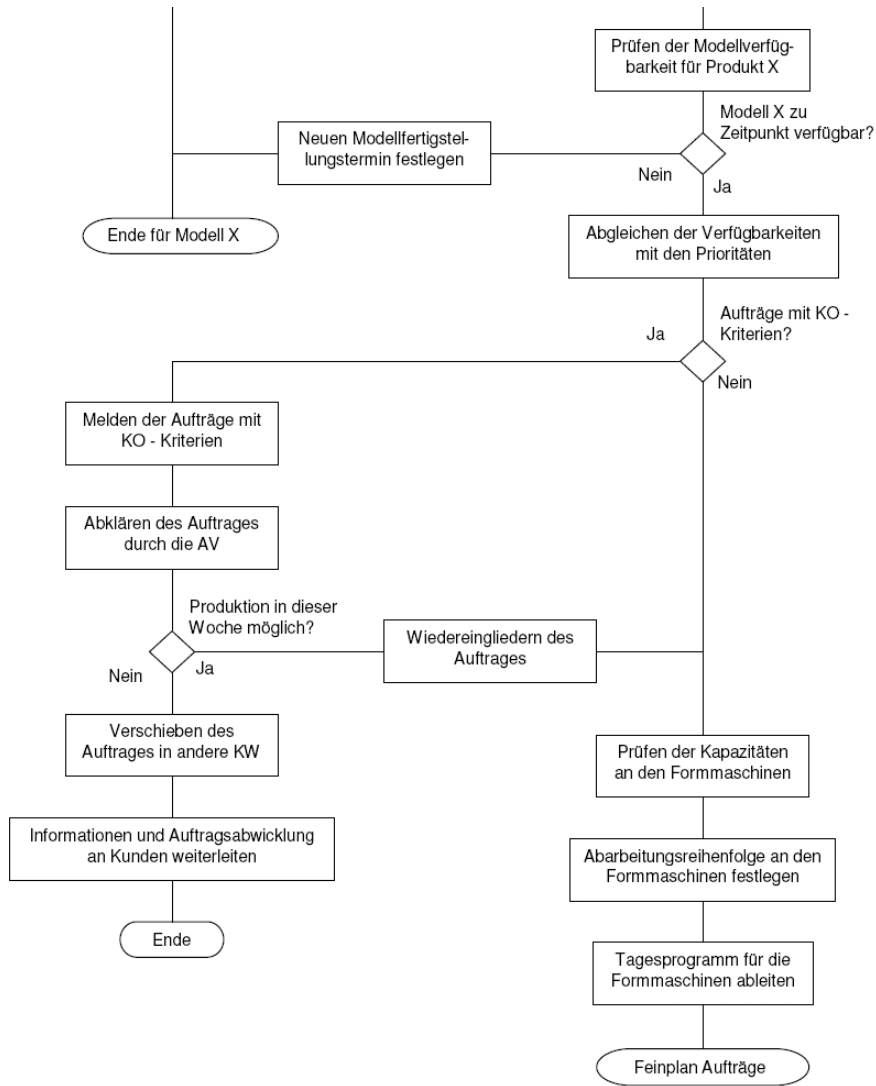 Prüfen der Modellverfüg-
barkeit für Produkt X
Modell X zu
Zeitpunkt verfügbar?
Neuen Modellfertigstel-
lungstermin festlegen
Nein
Ja
Ende für Modell X
Abgleichen der Verfügbarkeiten
mit den Prioritäten
Aufträge mit KO -
Kriterien?
Ja
Nein
Melden der Aufträge mit
KO - Kriterien
Abklären des Auftrages
durch die AV
Produktion in dieser
Woche möglich?
Nein
Ja
Wiedereingliedern des
Auftrages
Verschieben des
Auftrages in andere KW
Prüfen der Kapazitäten
an den Formmaschinen
Informationen und Auftragsabwicklung
an Kunden weiterleiten
Abarbeitungsreihenfolge an den
Formmaschinen festlegen
Ende
Tagesprogramm für die
Formmaschinen ableiten
Feinplan Aufträge